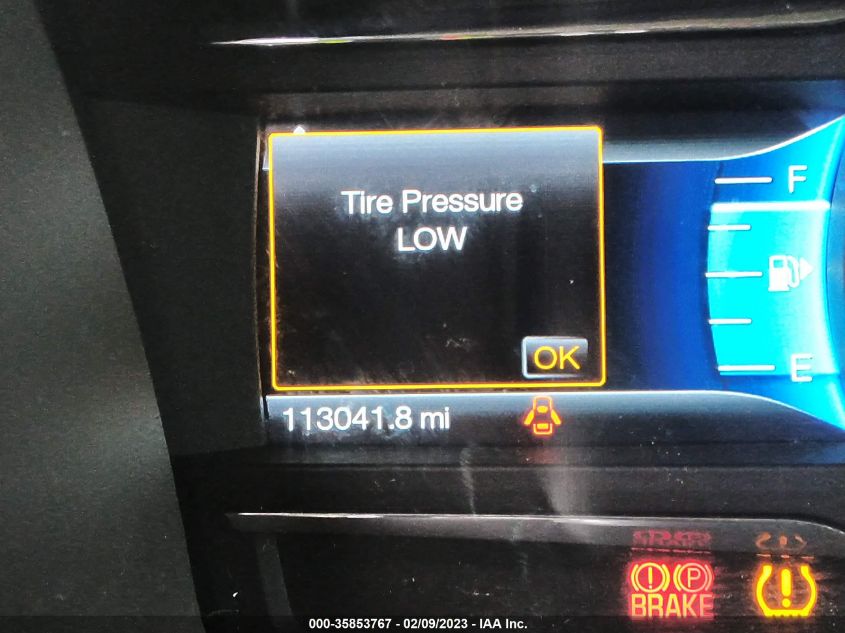 Tire Pressure
LOW
OK
F
E
113041.8 mi
(!) (P)
BRAKE
000-35853767 - 02/09/2023 - IAA Inc.